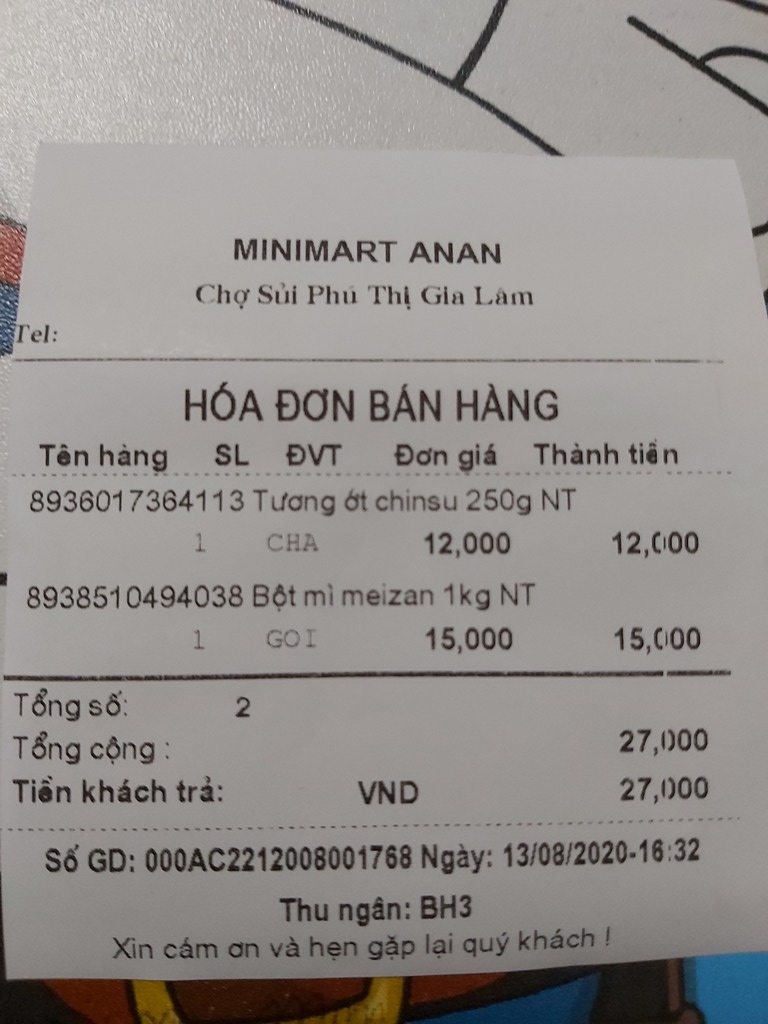 MINIMART ANAN
Chợ Sủi Phú Thị Gia Lâm
Tel:
HÓA ĐƠN BÁN HÀNG
Tên hàng SL ĐVT Đơn giá Thành tiền
8936017364113 Tương ớt chinsu 250g NT
1 CHA 12,000 12,000
8938510494038 Bột mì meizan 1kg NT
1 GOI 15,000 15,000
Tổng số: 2
Tổng cộng : 27,000
Tiền khách trả: VND 27,000
Số GD: 000AC2212008001768 Ngày: 13/08/2020-16:32
Thu ngân: BH3
Xin cám ơn và hẹn gặp lại quý khách !